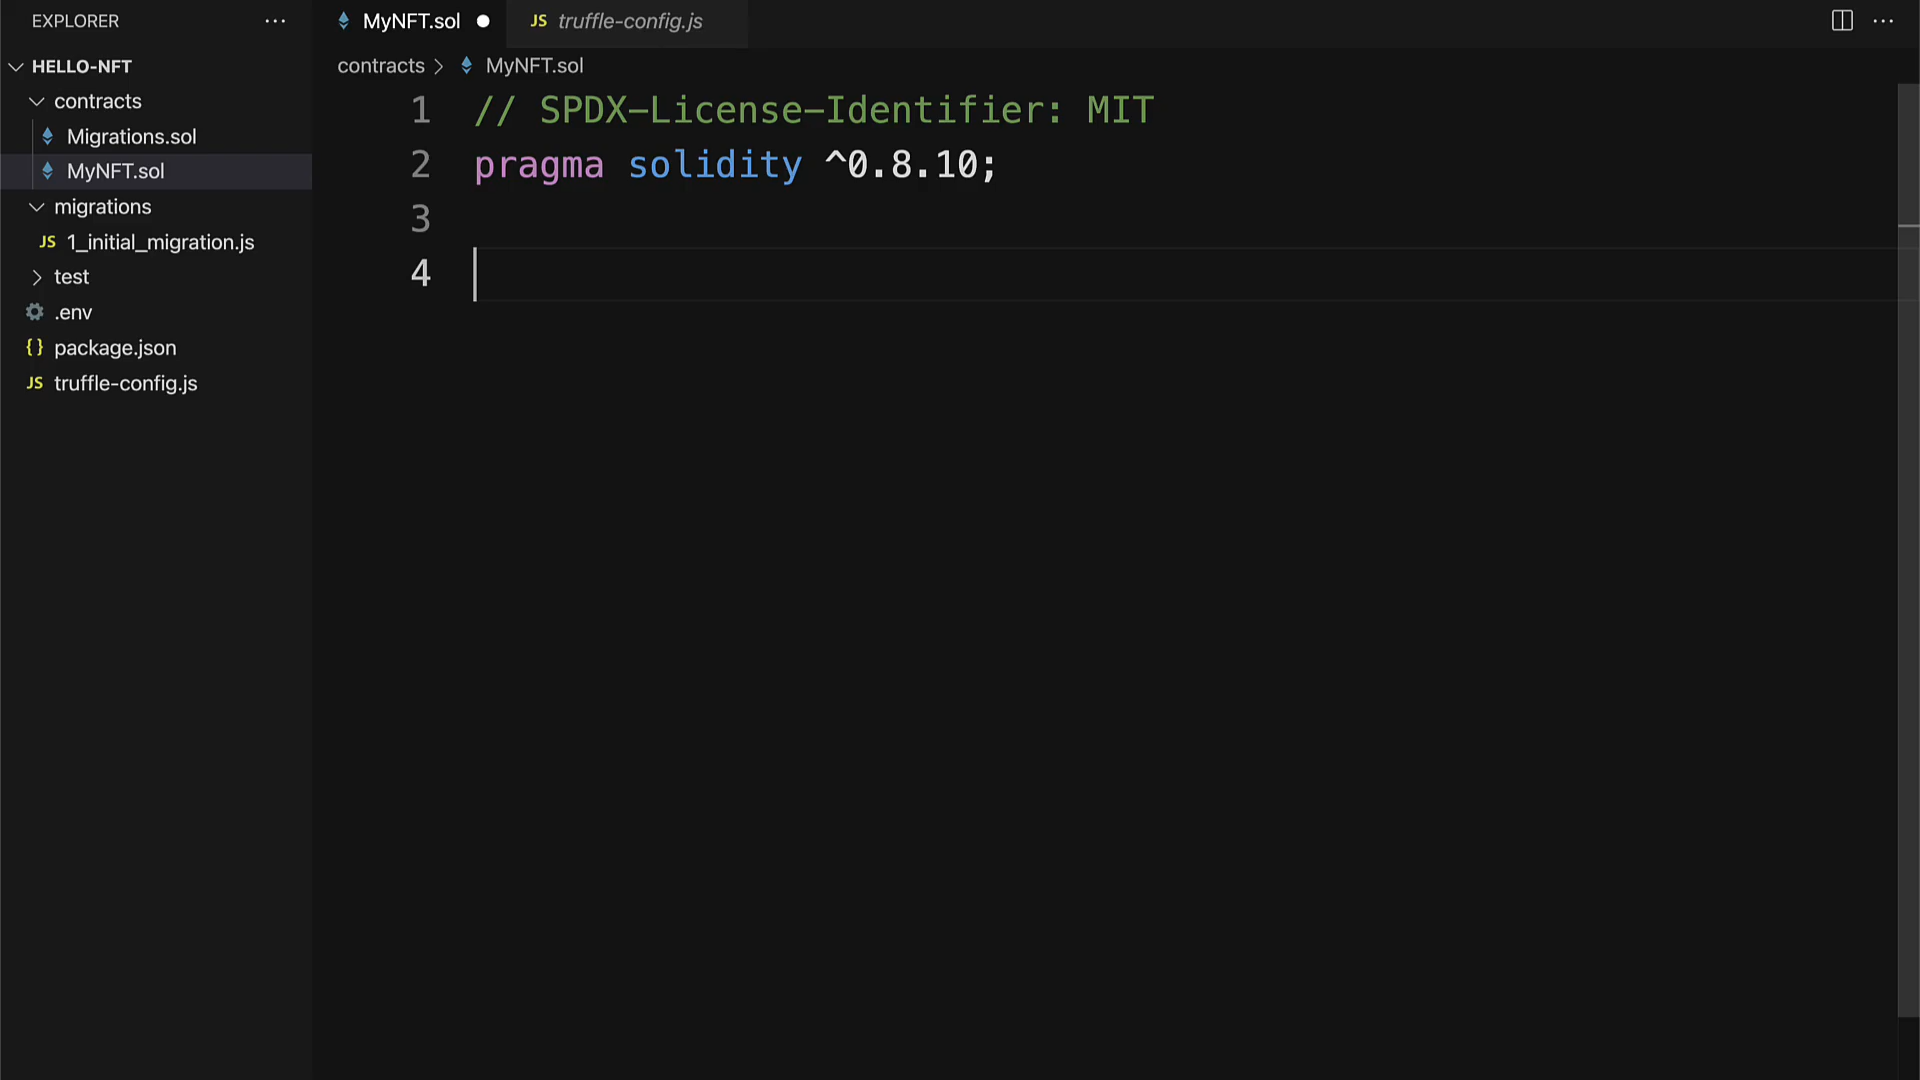 EXPLORER
MyNFT.sol
JS truffle-config.js
HELLO-NFT
contracts > MyNFT.sol
contracts
Migrations.sol
MyNFT.sol
migrations
JS 1_initial_migration.js
test
.env
{} package.json
JS truffle-config.js
1 // SPDX-License-Identifier: MIT
2 pragma solidity ^0.8.10;
3
4